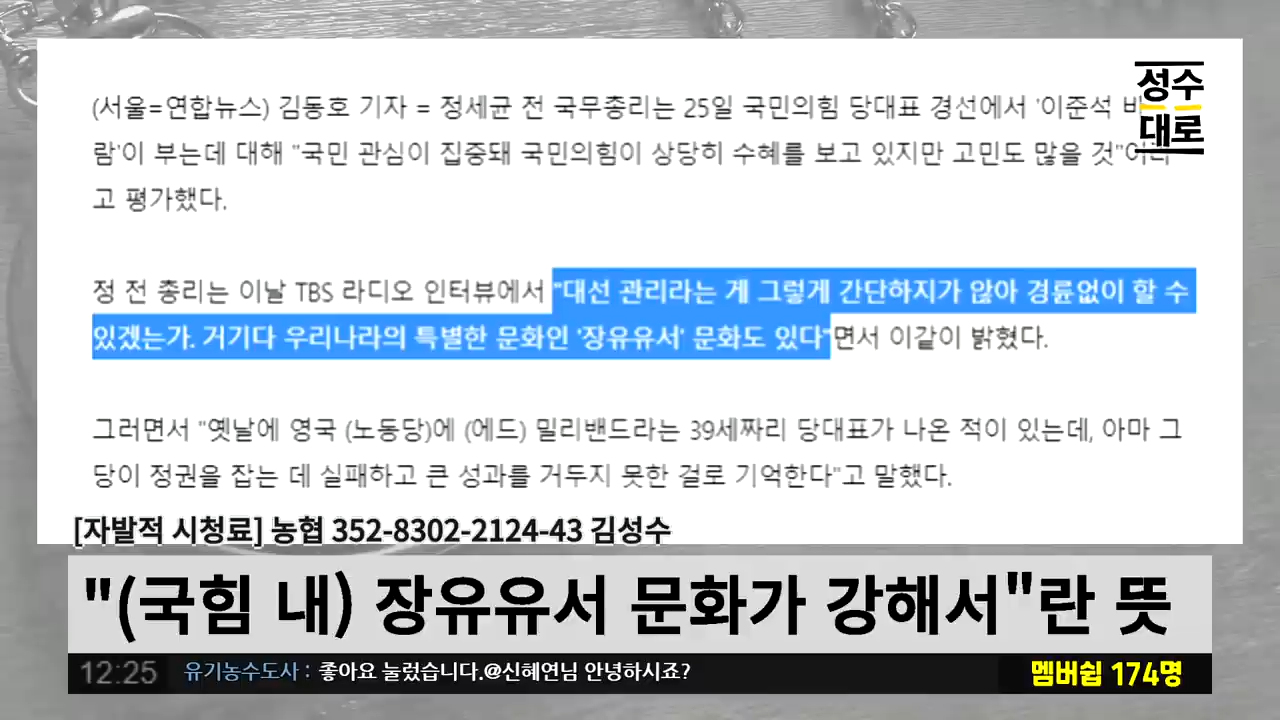 (서울=연합뉴스) 김동호 기자 = 정세균 전 국무총리는 25일 국민의힘 당대표 경선에서 '이준석 바
람'이 부는데 대해 "국민 관심이 집중돼 국민의힘이 상당히 수혜를 보고 있지만 고민도 많을 것"이라
고 평가했다.
정 전 총리는 이날 TBS 라디오 인터뷰에서 "대선 관리라는 게 그렇게 간단하지가 않아 경륜없이 할 수
있겠는가. 거기다 우리나라의 특별한 문화인 '장유유서' 문화도 있다"면서 이같이 밝혔다.
그러면서 "옛날에 영국 (노동당)에 (에드) 밀리밴드라는 39세짜리 당대표가 나온 적이 있는데, 아마 그
당이 정권을 잡는 데 실패하고 큰 성과를 거두지 못한 걸로 기억한다"고 말했다.
성수
대로
[자발적 시청료] 농협 352-8302-2124-43 김성수
"(국힘 내) 장유유서 문화가 강해서"란 뜻
12:25 유기농수도사 : 좋아요 눌렀습니다.@신혜연님 안녕하시죠? 멤버쉽 174명